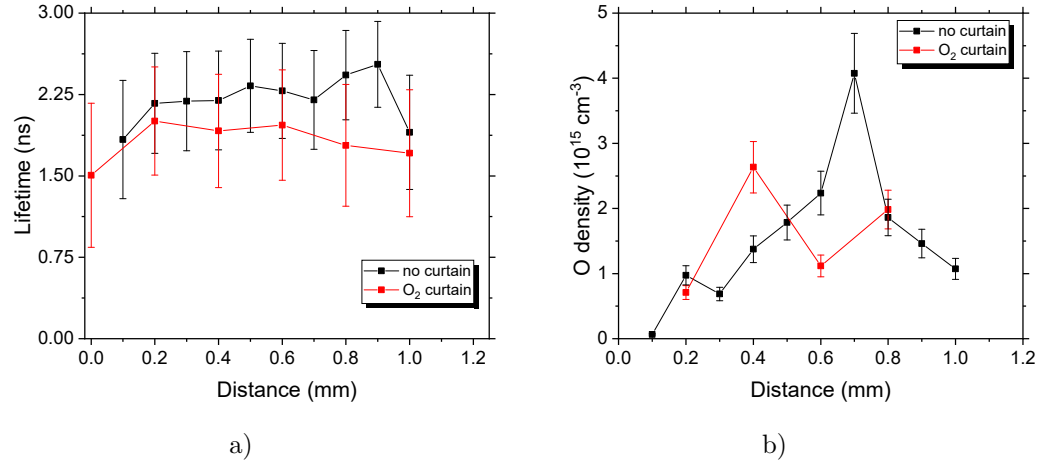 3.00
2.25
1.50
0.75
0.00
Lifetime (ns)
no curtain
O₂ curtain
0.0 0.2 0.4 0.6 0.8 1.0 1.2
Distance (mm)
a)
5
4
3
2
1
0
O density (10¹⁵ cm⁻³)
no curtain
O₂ curtain
0.0 0.2 0.4 0.6 0.8 1.0 1.2
Distance (mm)
b)